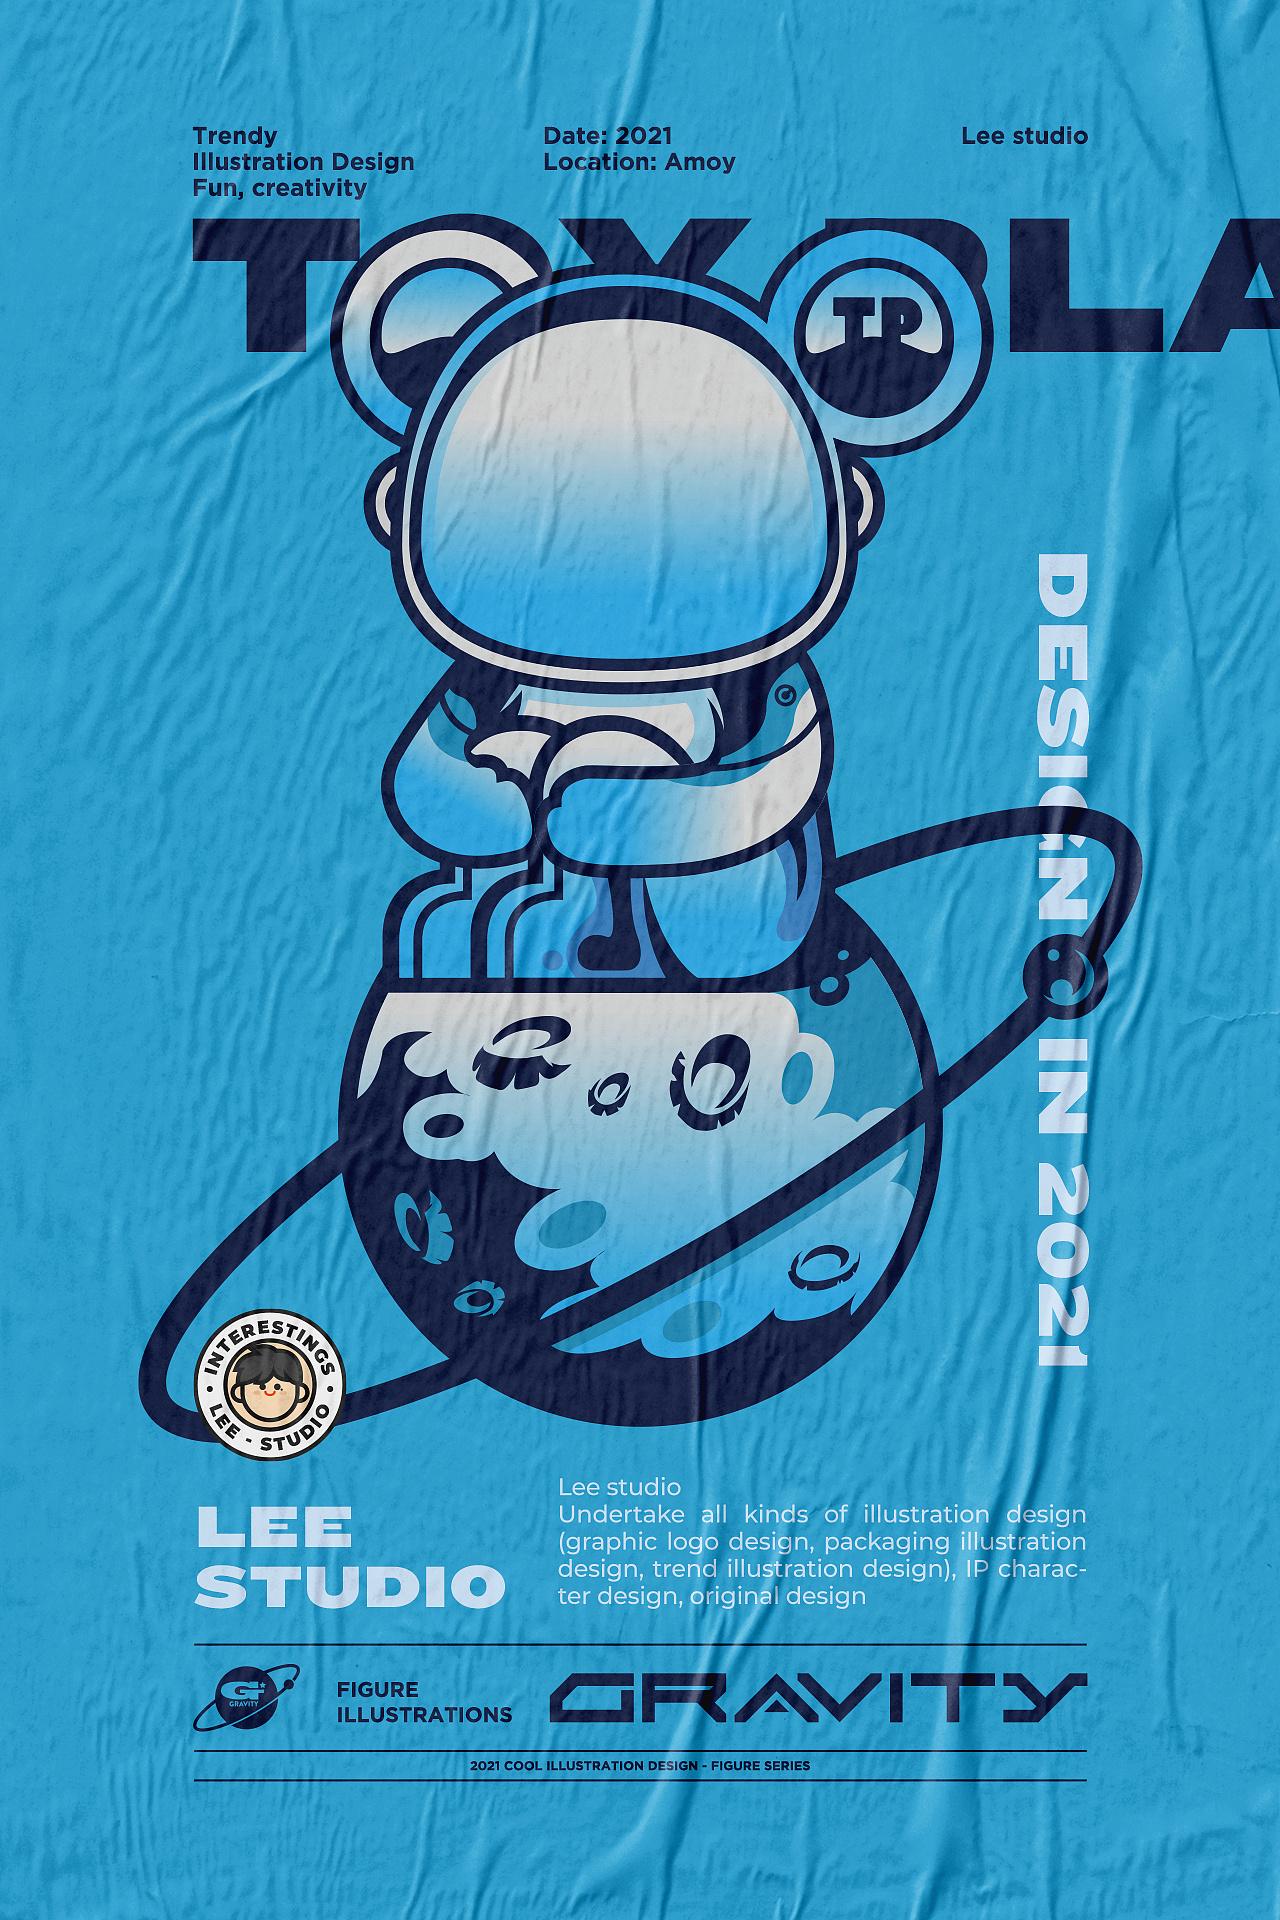 Trendy
Illustration Design
Fun, creativity
Date: 2021
Location: Amoy
Lee studio
TOY PLA
TP
DESIGN IN 2021
INTERESTINGS
LEE - STUDIO
LEE
STUDIO
Lee studio
Undertake all kinds of illustration design
(graphic logo design, packaging illustration
design, trend illustration design), IP charac-
ter design, original design
G
GRAVITY
FIGURE
ILLUSTRATIONS
GRAVITY
2021 COOL ILLUSTRATION DESIGN - FIGURE SERIES